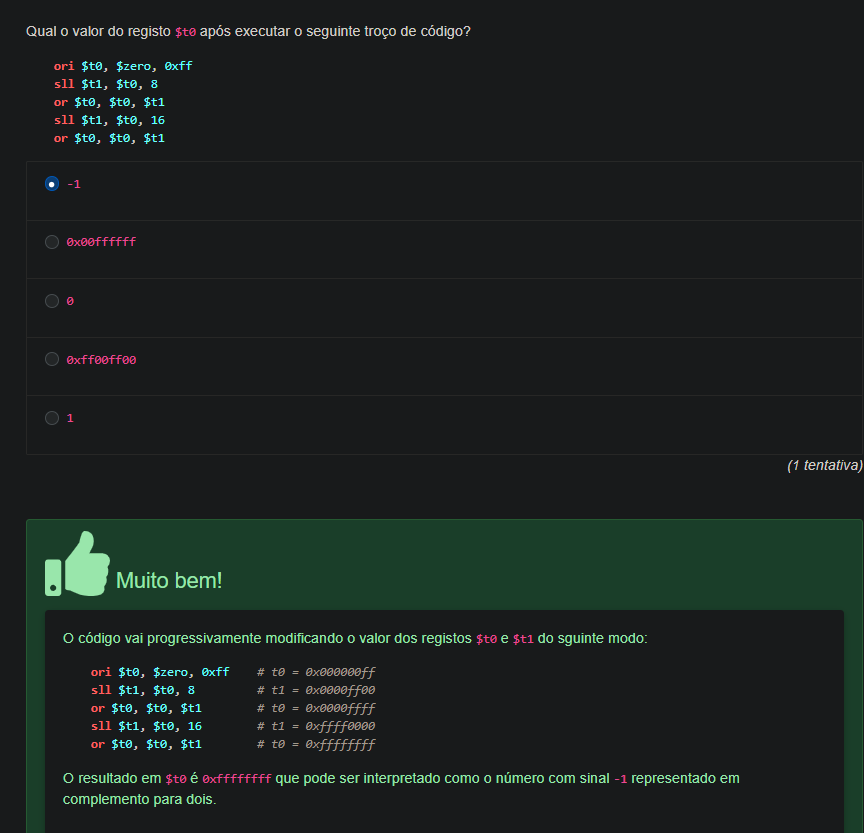 Qual o valor do registo $t0 após executar o seguinte troço de código?
ori $t0, $zero, 0xff
sll $t1, $t0, 8
or $t0, $t0, $t1
sll $t1, $t0, 16
or $t0, $t0, $t1
-1
0x00ffffff
0
0xff00ff00
1
(1 tentativa)
Muito bem!
O código vai progressivamente modificando o valor dos registos $t0 e $t1 do sguinte modo:
ori $t0, $zero, 0xff # t0 = 0x000000ff
sll $t1, $t0, 8 # t1 = 0x0000ff00
or $t0, $t0, $t1 # t0 = 0x0000ffff
sll $t1, $t0, 16 # t1 = 0xffff0000
or $t0, $t0, $t1 # t0 = 0xffffffff
O resultado em $t0 é 0xffffffff que pode ser interpretado como o número com sinal -1 representado em
complemento para dois.